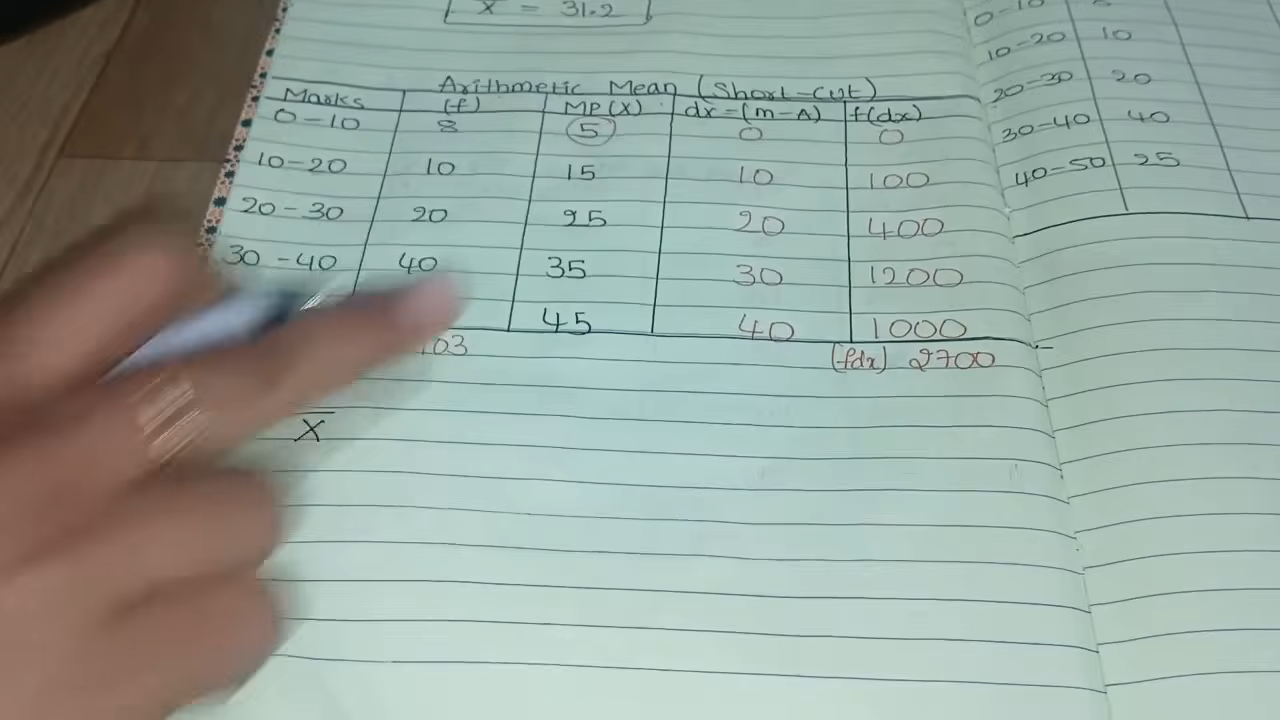 X̄ = 31.2
Arithmetic Mean (Short-cut)
Marks (f) MP(X) dx=(m-A) f(dx)
0-10 8 5 0 0
10-20 10 15 10 100
20-30 20 25 20 400
30-40 40 35 30 1200
45 40 1000
103 (fdx) 2700
X̄
0-10
10-20 10
20-30 20
30-40 40
40-50 25